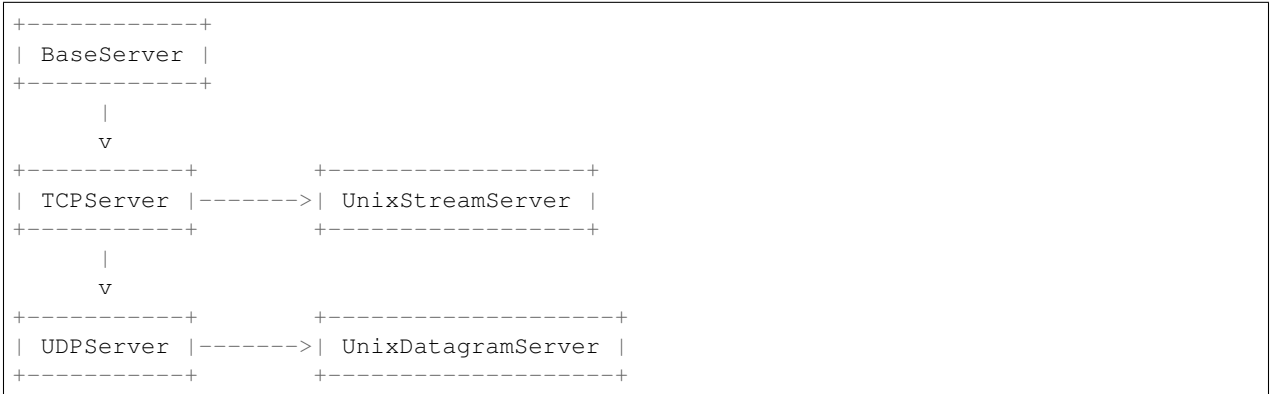 +------------+
| BaseServer |
+------------+
      |
      v
+-----------+        +------------------+
| TCPServer |------->| UnixStreamServer |
+-----------+        +------------------+
      |
      v
+-----------+        +--------------------+
| UDPServer |------->| UnixDatagramServer |
+-----------+        +--------------------+